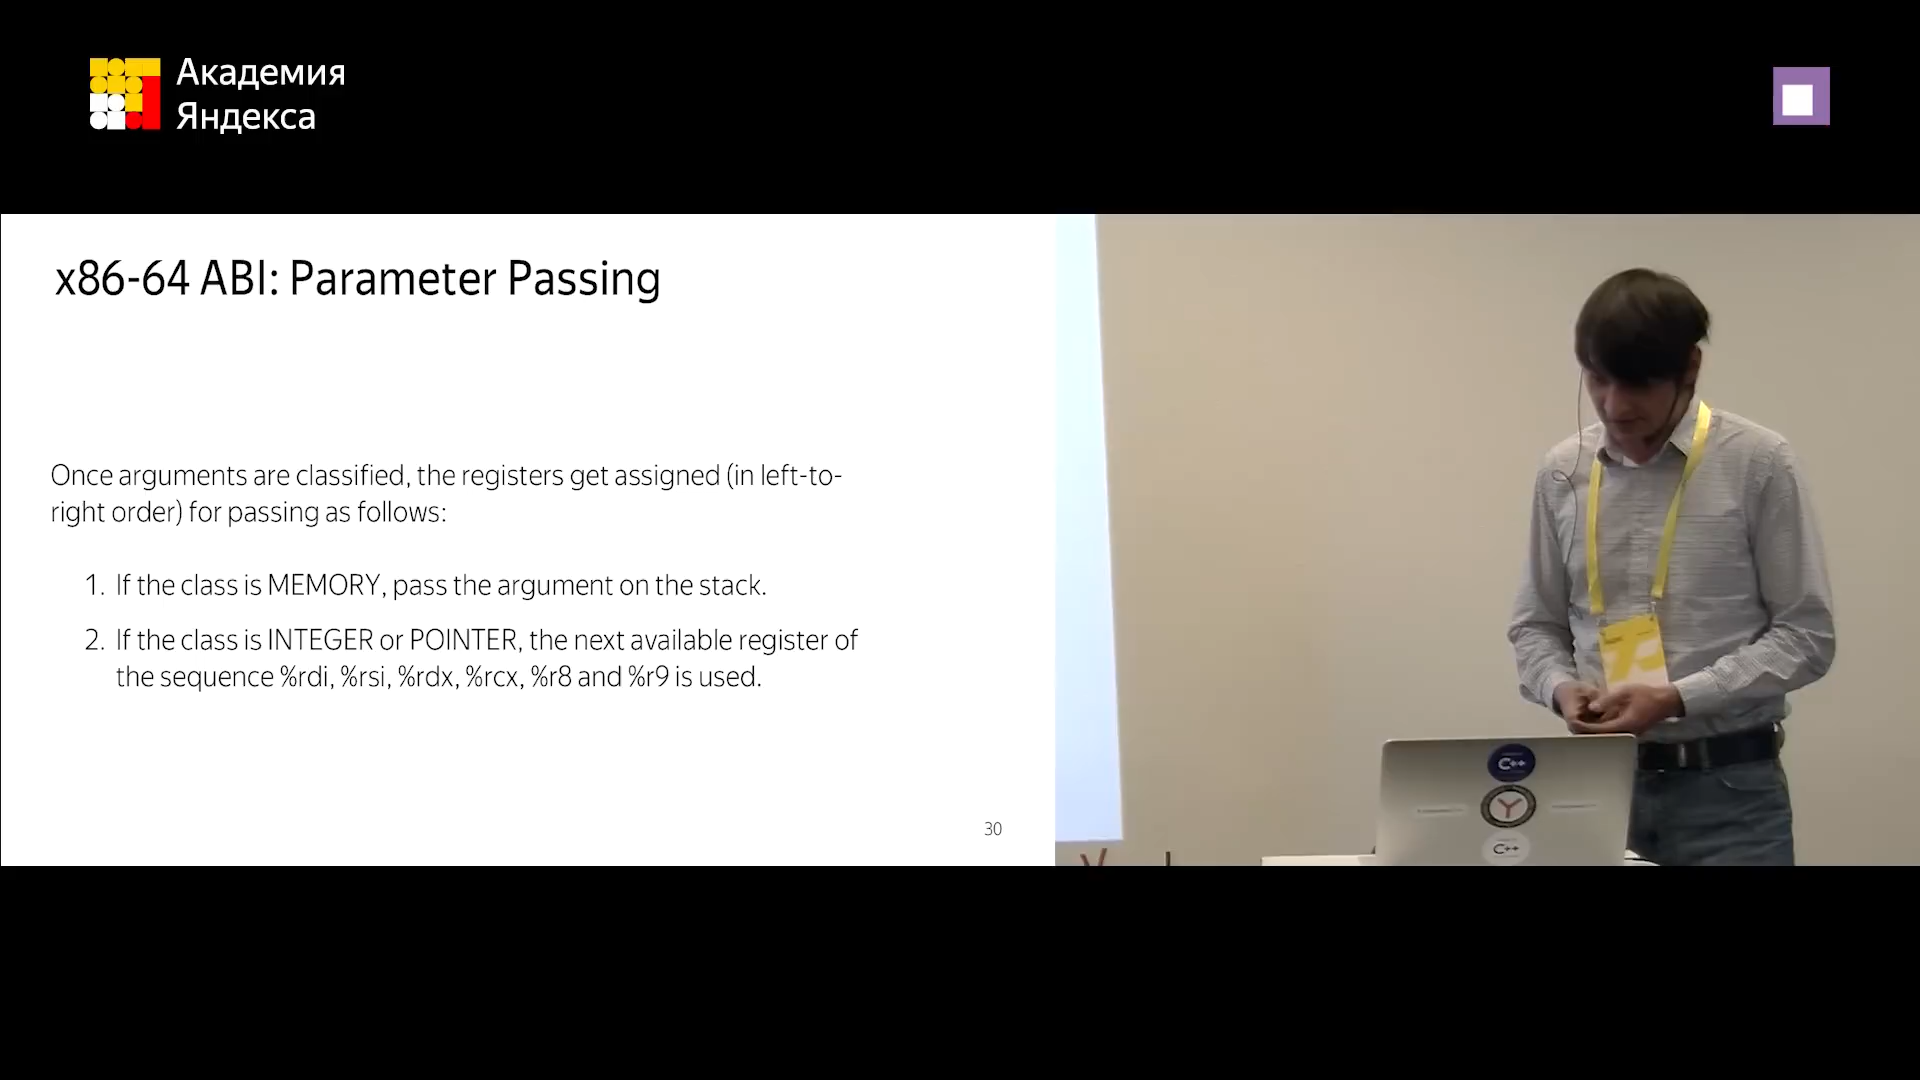 Академия
Яндекса
x86-64 ABI: Parameter Passing
Once arguments are classified, the registers get assigned (in left-to-
right order) for passing as follows:
1. If the class is MEMORY, pass the argument on the stack.
2. If the class is INTEGER or POINTER, the next available register of
the sequence %rdi, %rsi, %rdx, %rcx, %r8 and %r9 is used.
30
C++
Y
C++